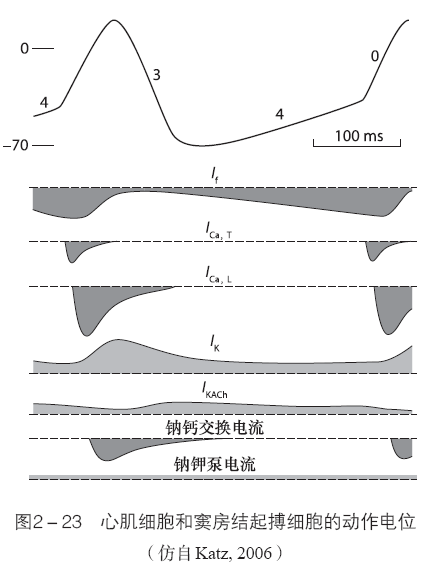 0
3
0
4
4
100 ms
–70
If
ICa, T
ICa, L
IK
IKACh
钠钙交换电流
钠钾泵电流
图2–23 心肌细胞和窦房结起搏细胞的动作电位
（仿自Katz, 2006）